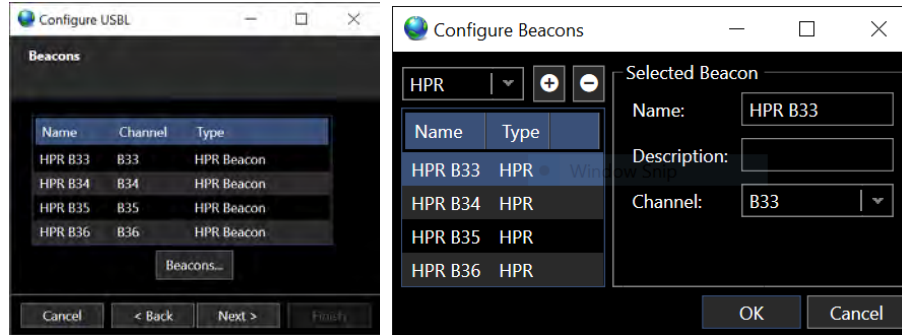 Configure USBL
Beacons
Name Channel Type
HPR B33 B33 HPR Beacon
HPR B34 B34 HPR Beacon
HPR B35 B35 HPR Beacon
HPR B36 B36 HPR Beacon
Beacons...
Cancel < Back Next > Finish
Configure Beacons
HPR
Name Type
HPR B33 HPR
HPR B34 HPR
HPR B35 HPR
HPR B36 HPR
Window Snip
Selected Beacon
Name: HPR B33
Description:
Channel: B33
OK Cancel